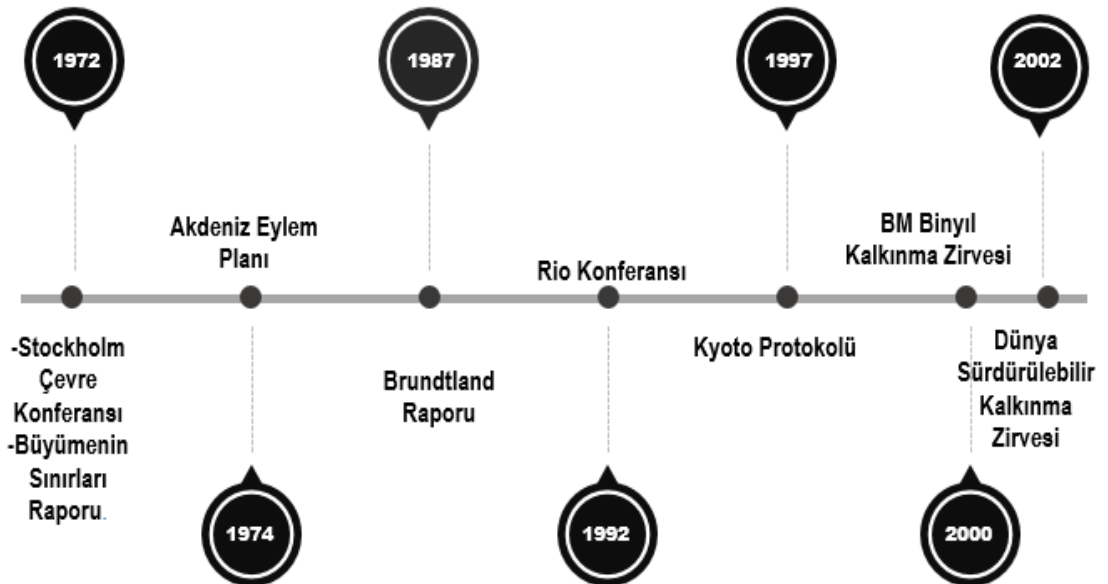 1972
1987
1997
2002
Akdeniz Eylem
Planı
Rio Konferansı
BM Binyıl
Kalkınma Zirvesi
-Stockholm
Çevre
Konferansı
-Büyümenin
Sınırları
Raporu.
Brundtland
Raporu
Kyoto Protokolü
Dünya
Sürdürülebilir
Kalkınma
Zirvesi
1974
1992
2000